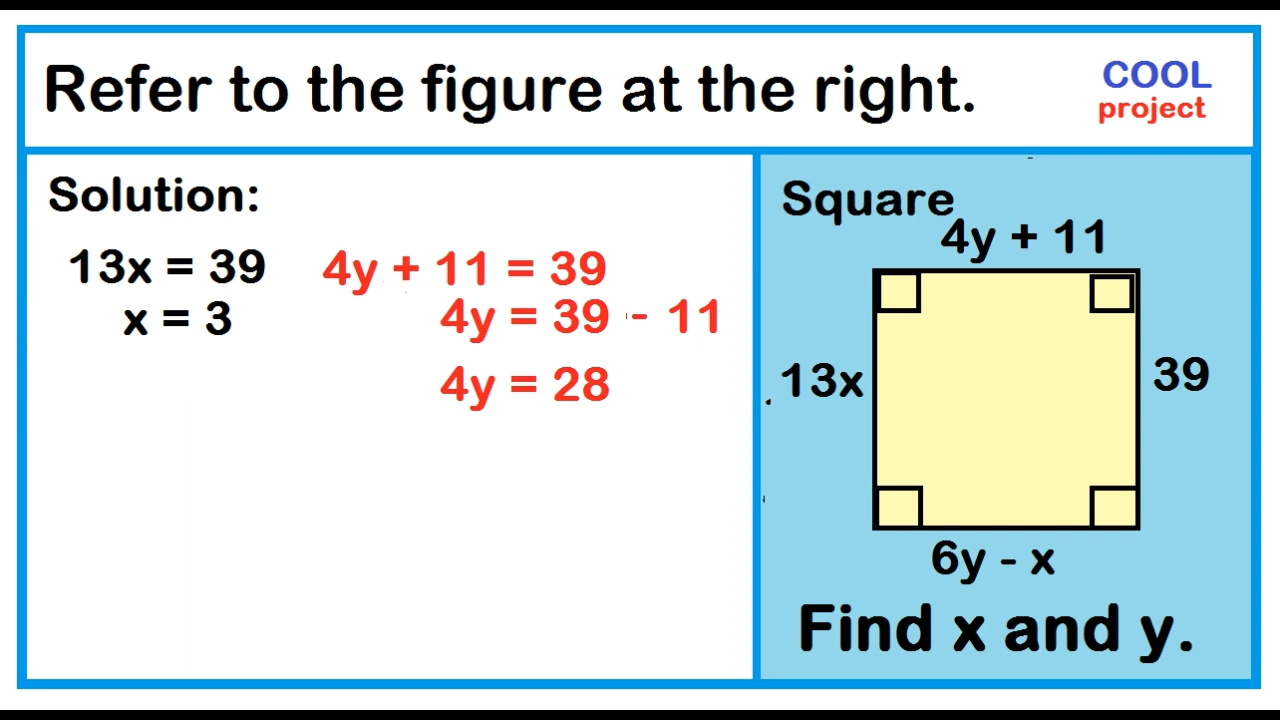 Refer to the figure at the right.
COOL
project
Solution:
13x = 39
x = 3
4y + 11 = 39
4y = 39 - 11
4y = 28
Square
4y + 11
13x
39
6y - x
Find x and y.